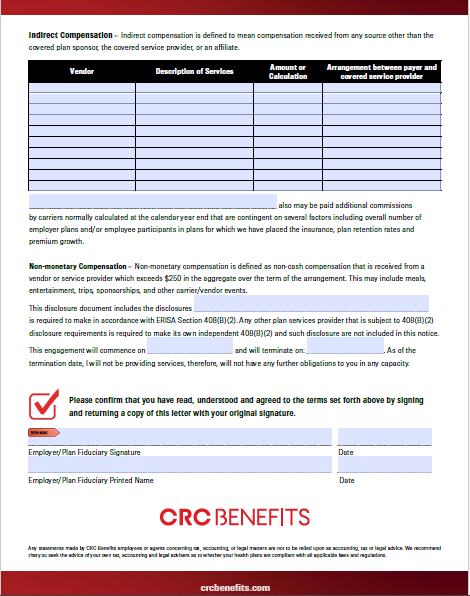 Indirect Compensation – Indirect compensation is defined to mean compensation received from any source other than the
covered plan sponsor, the covered service provider, or an affiliate.
Vendor Description of Services Amount or Calculation Arrangement between payer and covered service provider
also may be paid additional commissions
by carriers normally calculated at the calendar year end that are contingent on several factors including overall number of
employer plans and/or employee participants in plans for which we have placed the insurance, plan retention rates and
premium growth.
Non-monetary Compensation – Non-monetary compensation is defined as non-cash compensation that is received from a
vendor or service provider which exceeds $250 in the aggregate over the term of the arrangement. This may include meals,
entertainment, trips, sponsorships, and other carrier/vendor events.
This disclosure document includes the disclosures
is required to make in accordance with ERISA Section 408(B)(2). Any other plan services provider that is subject to 408(B)(2)
disclosure requirements is required to make its own independent 408(B)(2) and such disclosure are not included in this notice.
This engagement will commence on and will terminate on: . As of the
termination date, I will not be providing services, therefore, will not have any further obligations to you in any capacity.
Please confirm that you have read, understood and agreed to the terms set forth above by signing
and returning a copy of this letter with your original signature.
Employer/Plan Fiduciary Signature Date
Employer/Plan Fiduciary Printed Name Date
CRC BENEFITS
Any statements made by CRC Benefits employees or agents concerning tax, accounting, or legal matters are not to be relied upon as accounting, tax or legal advice. We recommend
that you seek the advice of your own tax, accounting and legal advisers as to whether your health plans are compliant with all applicable laws and regulations.
crcbenefits.com